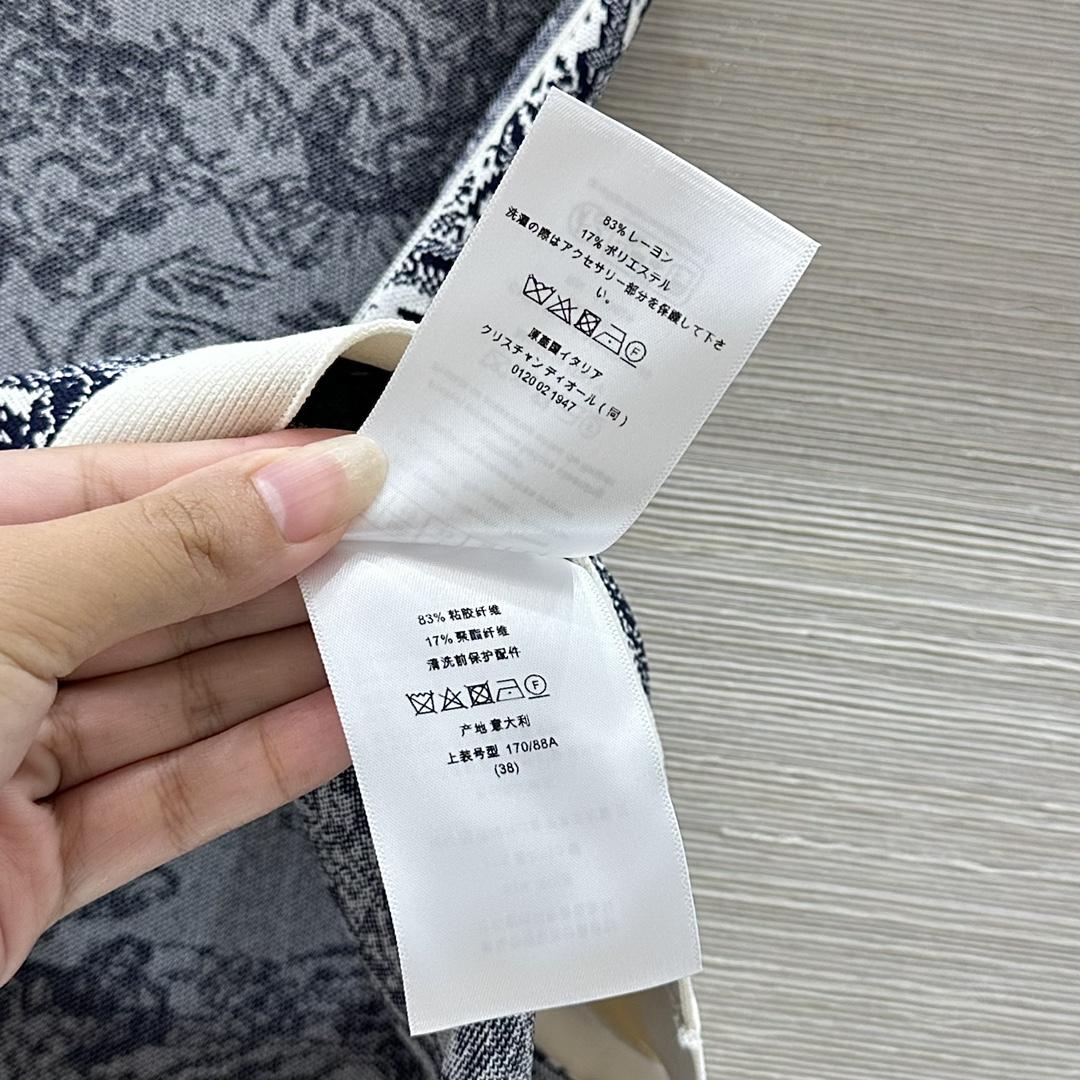 83% レーヨン
17% ポリエステル
洗濯の際はアクセサリー部分を保護して下さ
い。
F
原産国イタリア
クリスチャンディオール(同)
0120 02 1947
83% 粘胶纤维
17% 聚酯纤维
清洗前保护配件
F
产地 意大利
上装号型 170/88A
(38)